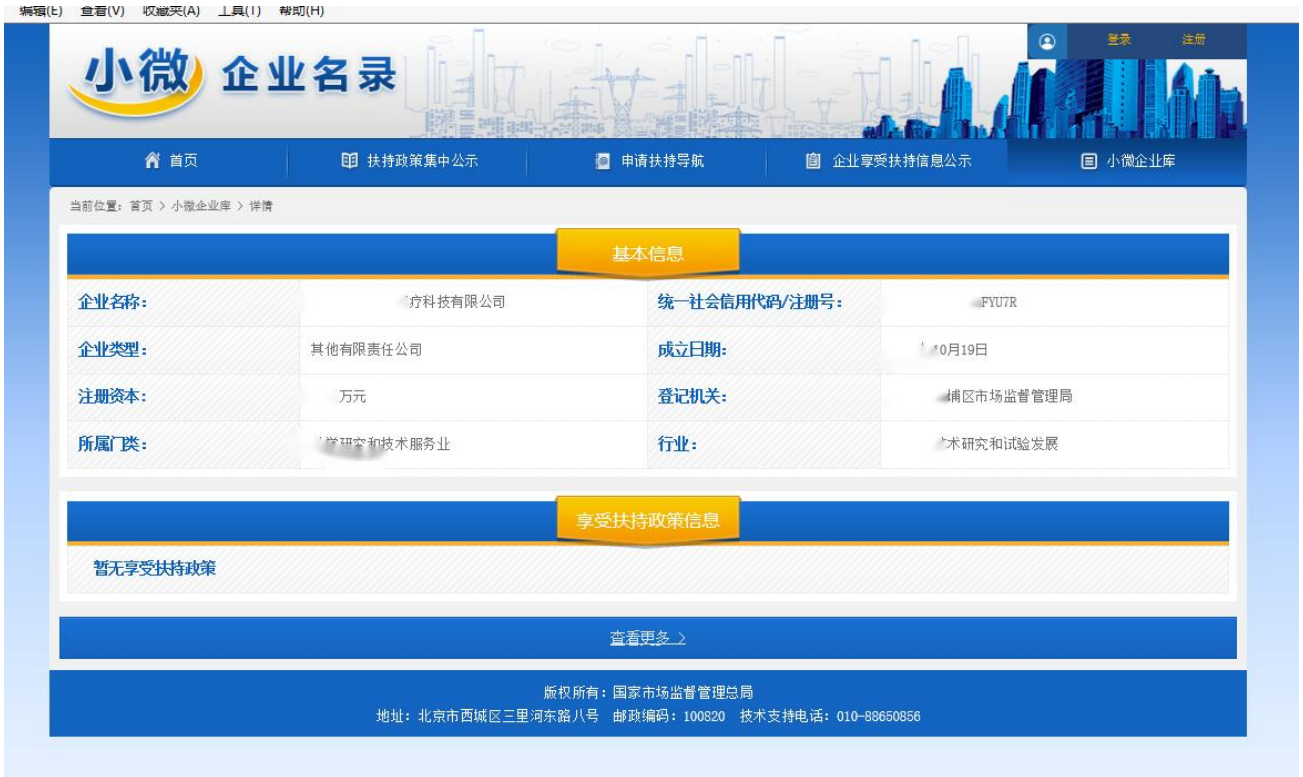 编辑(E) 查看(V) 收藏夹(A) 工具(T) 帮助(H)
小微 企业名录
登录 注册
首页 扶持政策集中公示 申请扶持导航 企业享受扶持信息公示 小微企业库
当前位置：首页 > 小微企业库 > 详情
基本信息
企业名称： 疗科技有限公司 统一社会信用代码/注册号： FYU7R
企业类型： 其他有限责任公司 成立日期： 10月19日
注册资本： 万元 登记机关： 埔区市场监督管理局
所属门类： 学研究和技术服务业 行业： 术研究和试验发展
享受扶持政策信息
暂无享受扶持政策
查看更多 >
版权所有：国家市场监督管理总局
地址：北京市西城区三里河东路八号 邮政编码：100820 技术支持电话：010-88650856